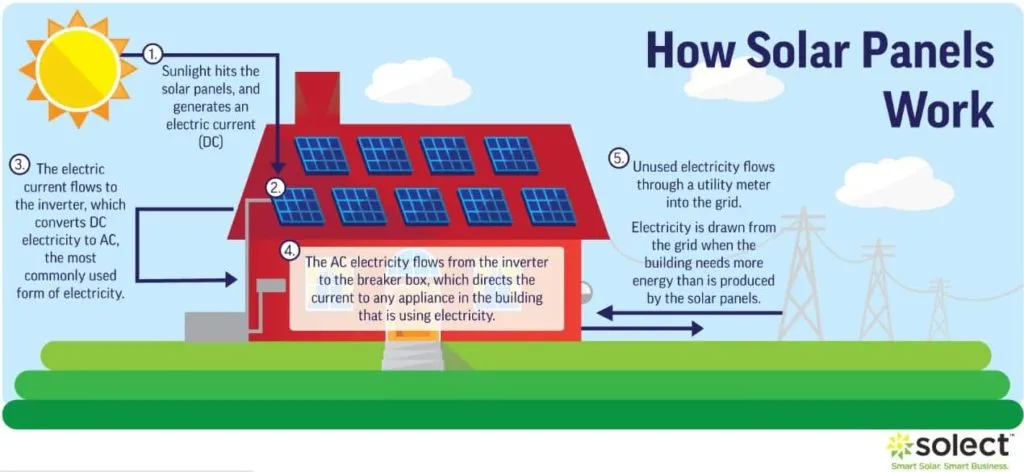 How Solar Panels
Work
1.
Sunlight hits the
solar panels, and
generates an
electric current
(DC)
2.
3.
The electric
current flows to
the inverter, which
converts DC
electricity to AC,
the most
commonly used
form of electricity.
4.
The AC electricity flows from the inverter
to the breaker box, which directs the
current to any appliance in the building
that is using electricity.
5.
Unused electricity flows
through a utility meter
into the grid.
Electricity is drawn from
the grid when the
building needs more
energy than is produced
by the solar panels.
solect™
Smart Solar. Smart Business.